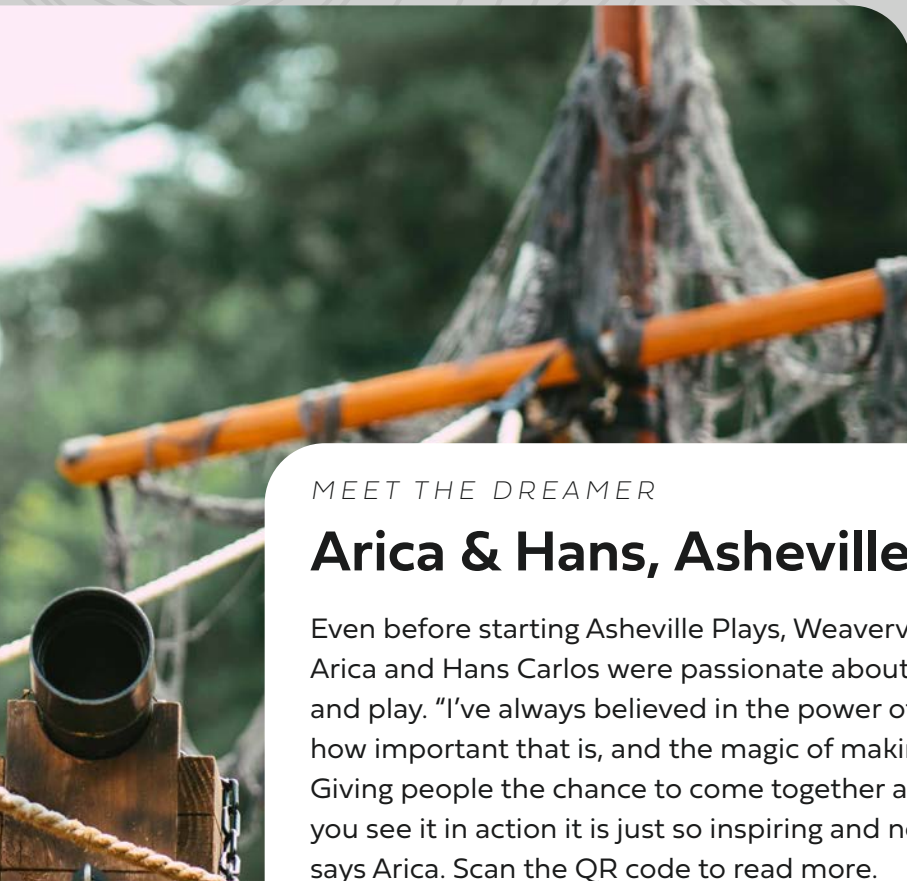 MEET THE DREAMER
Arica & Hans, Asheville
Even before starting Asheville Plays,
Arica and Hans Carlos were passionate about
and play. “I’ve always believed in the power
how important that is, and the magic of
Giving people the chance to come together
you see it in action it is just so inspiring and
says Arica. Scan the QR code to read more.